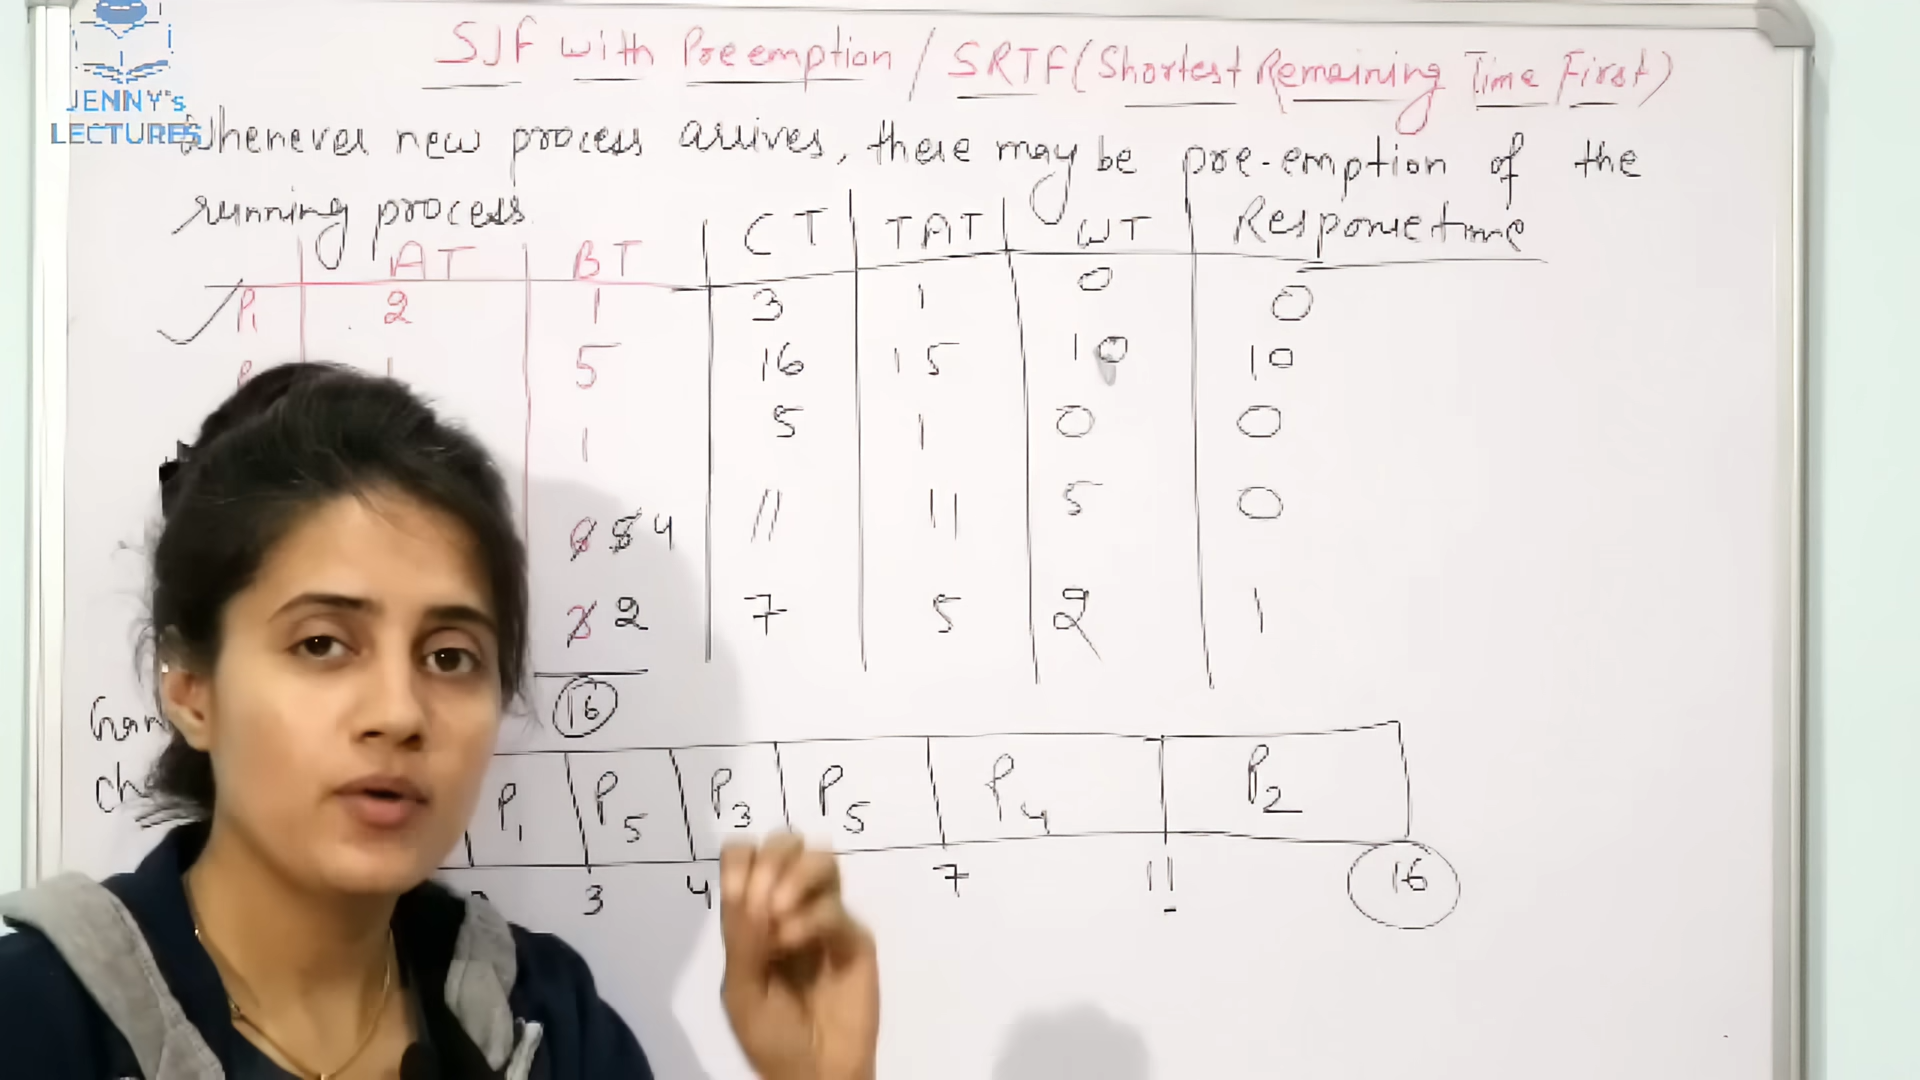 JENNY's
LECTURES
SJF with Preemption / SRTF (Shortest Remaining Time First)
Whenever new process arrives, there may be pre-emption of the
running process
AT BT CT TAT WT Response time
P1 2 1 3 1 0 0
5 16 15 10 10
1 5 1 0 0
4 11 11 5 0
2 7 5 2 1
16
P1 P5 P3 P5 P4 P2
3 4 7 11 16